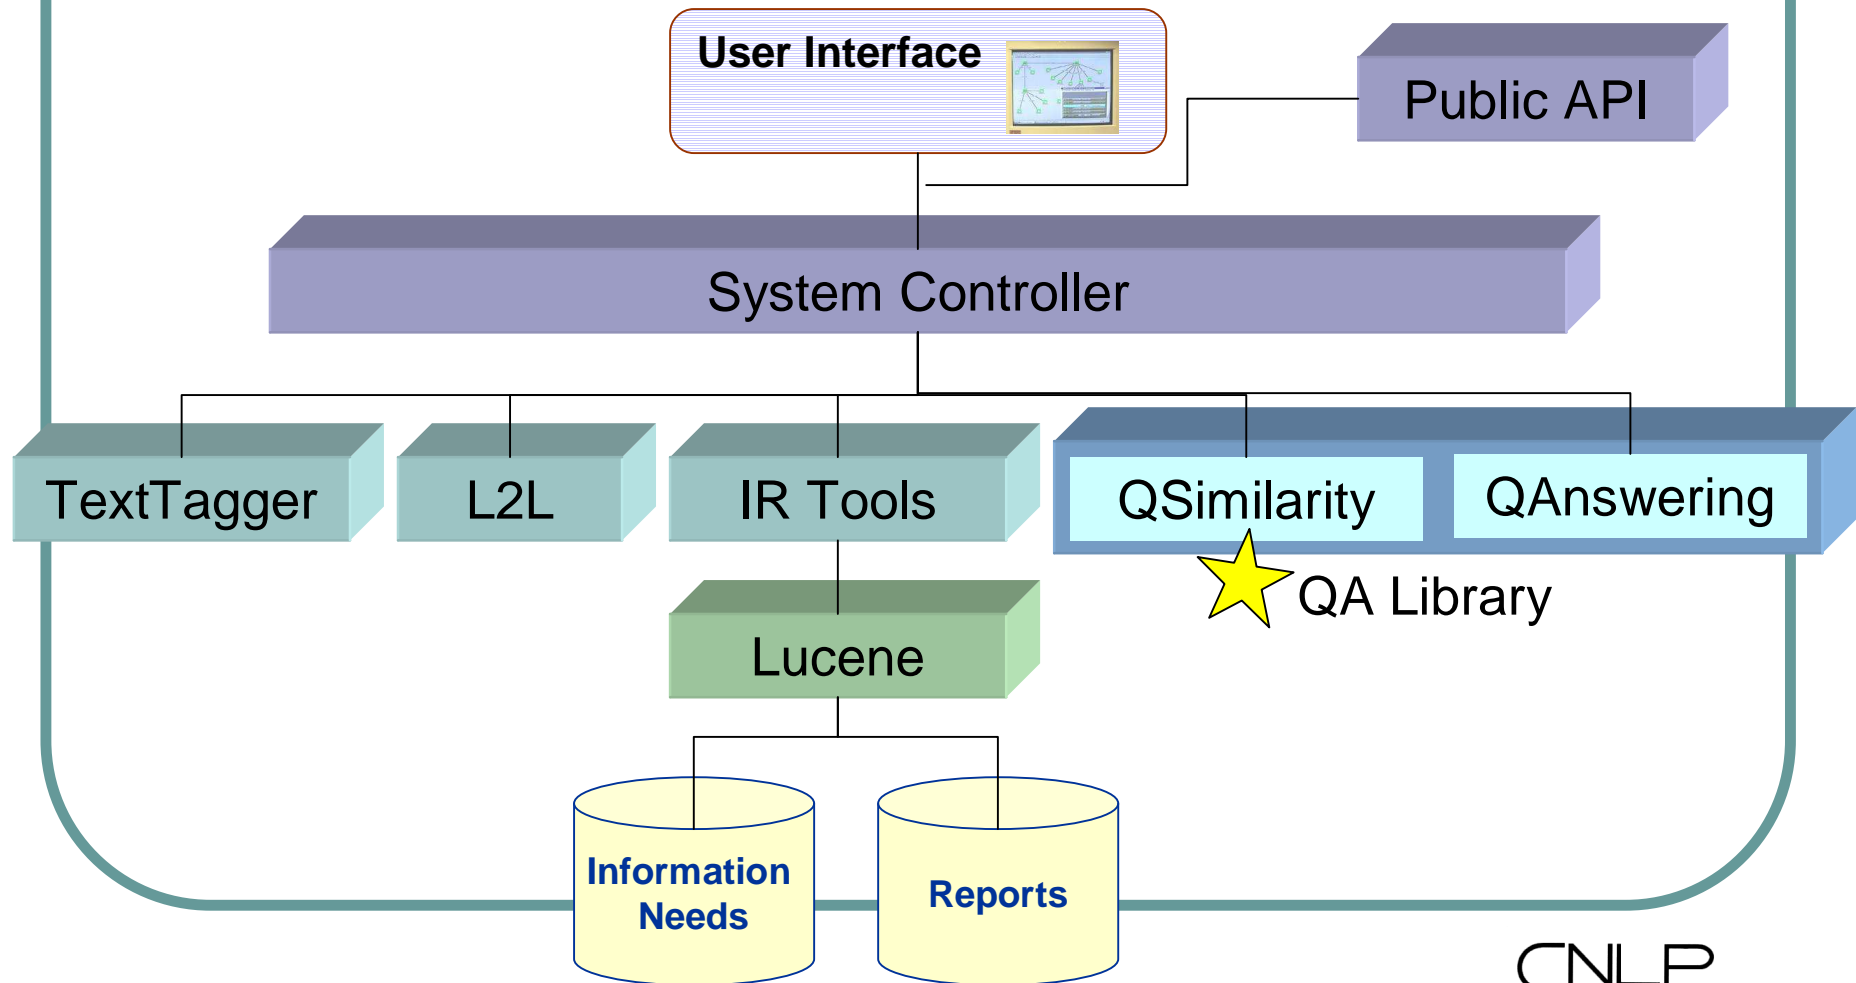 User Interface
Public API
System Controller
TextTagger
L2L
IR Tools
QSimilarity
QAnswering
QA Library
Lucene
Information
Needs
Reports
CNLP